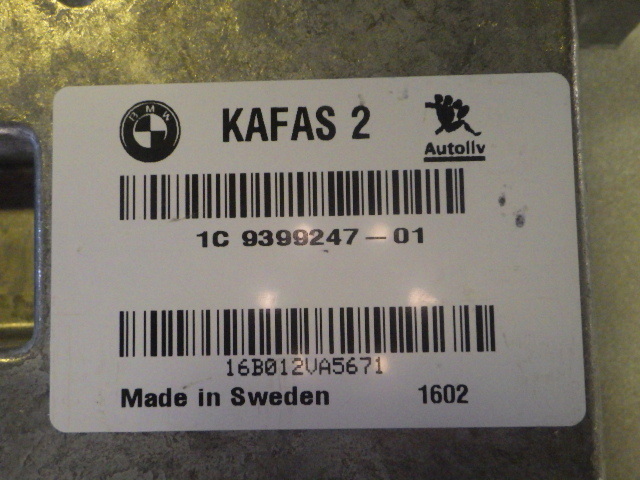 BMW
KAFAS 2
Autoliv
1C 9399247-01
16B012VA5671
Made in Sweden 1602